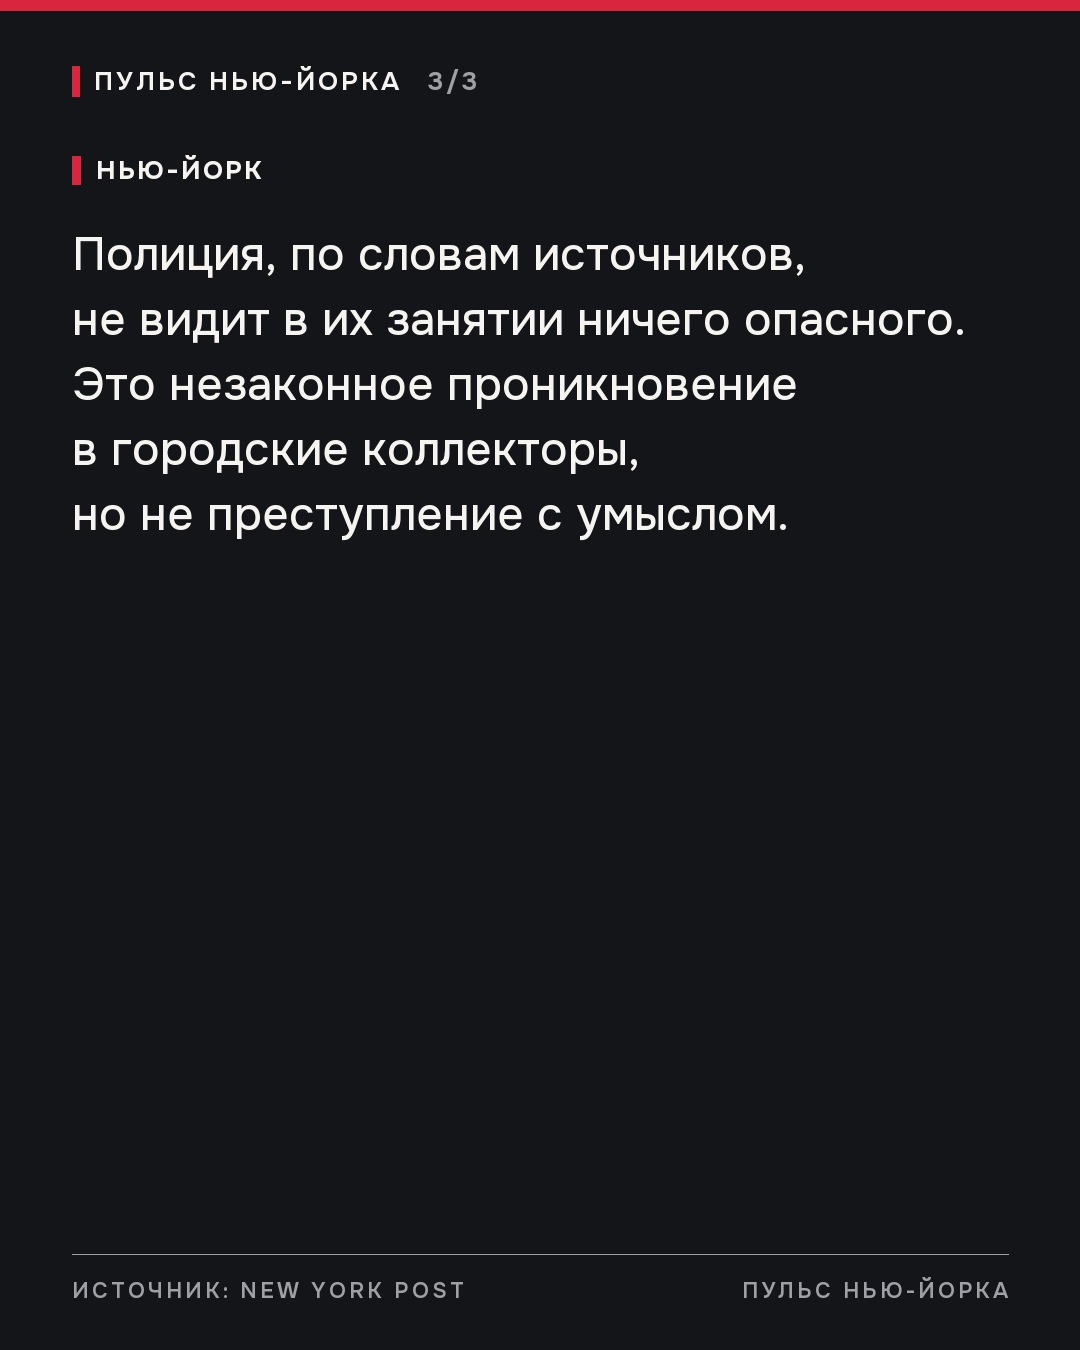 ПУЛЬС НЬЮ-ЙОРКА 3/3
НЬЮ-ЙОРК
Полиция, по словам источников,
не видит в их занятии ничего опасного.
Это незаконное проникновение
в городские коллекторы,
но не преступление с умыслом.
ИСТОЧНИК: NEW YORK POST
ПУЛЬС НЬЮ-ЙОРКА